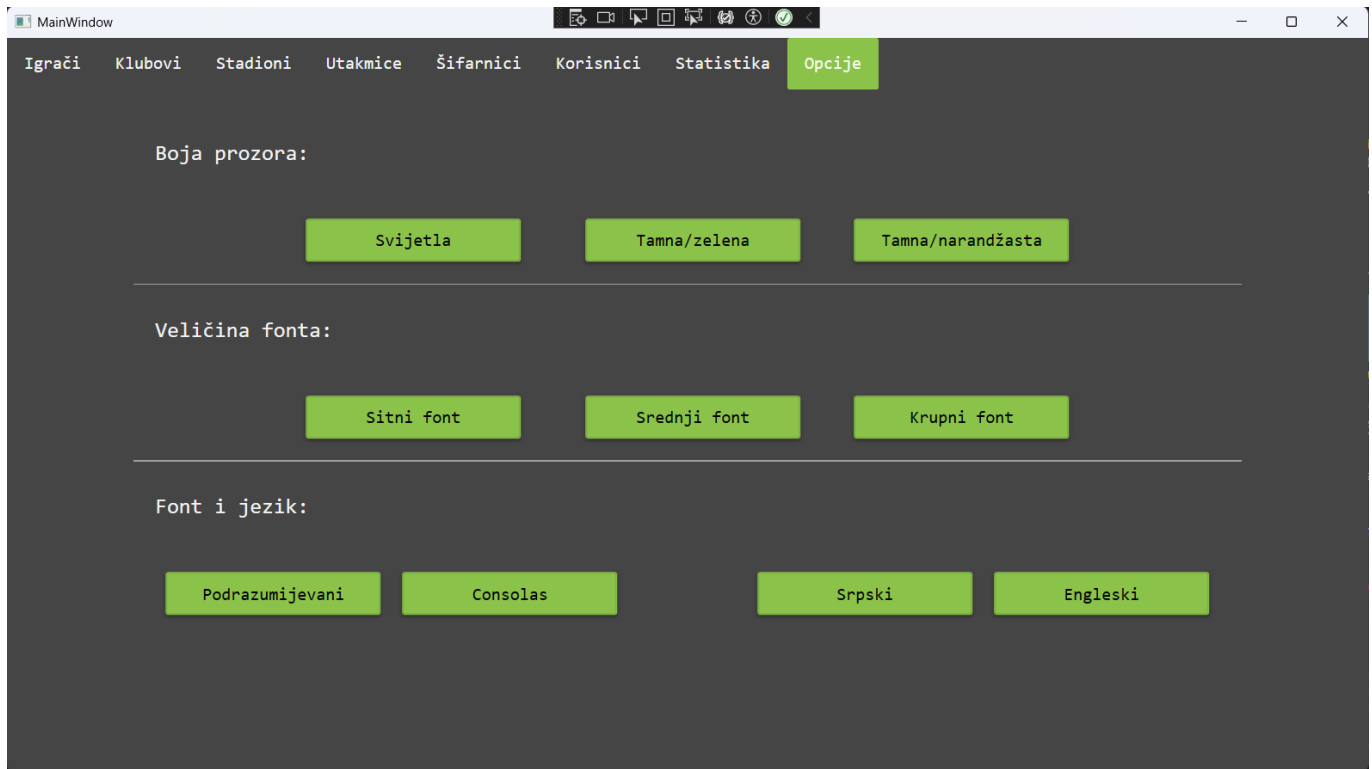 MainWindow
Igrači Klubovi Stadioni Utakmice Šifarnici Korisnici Statistika Opcije
Boja prozora:
Svijetla Tamna/zelena Tamna/narandžasta
Veličina fonta:
Sitni font Srednji font Krupni font
Font i jezik:
Podrazumijevani Consolas Srpski Engleski